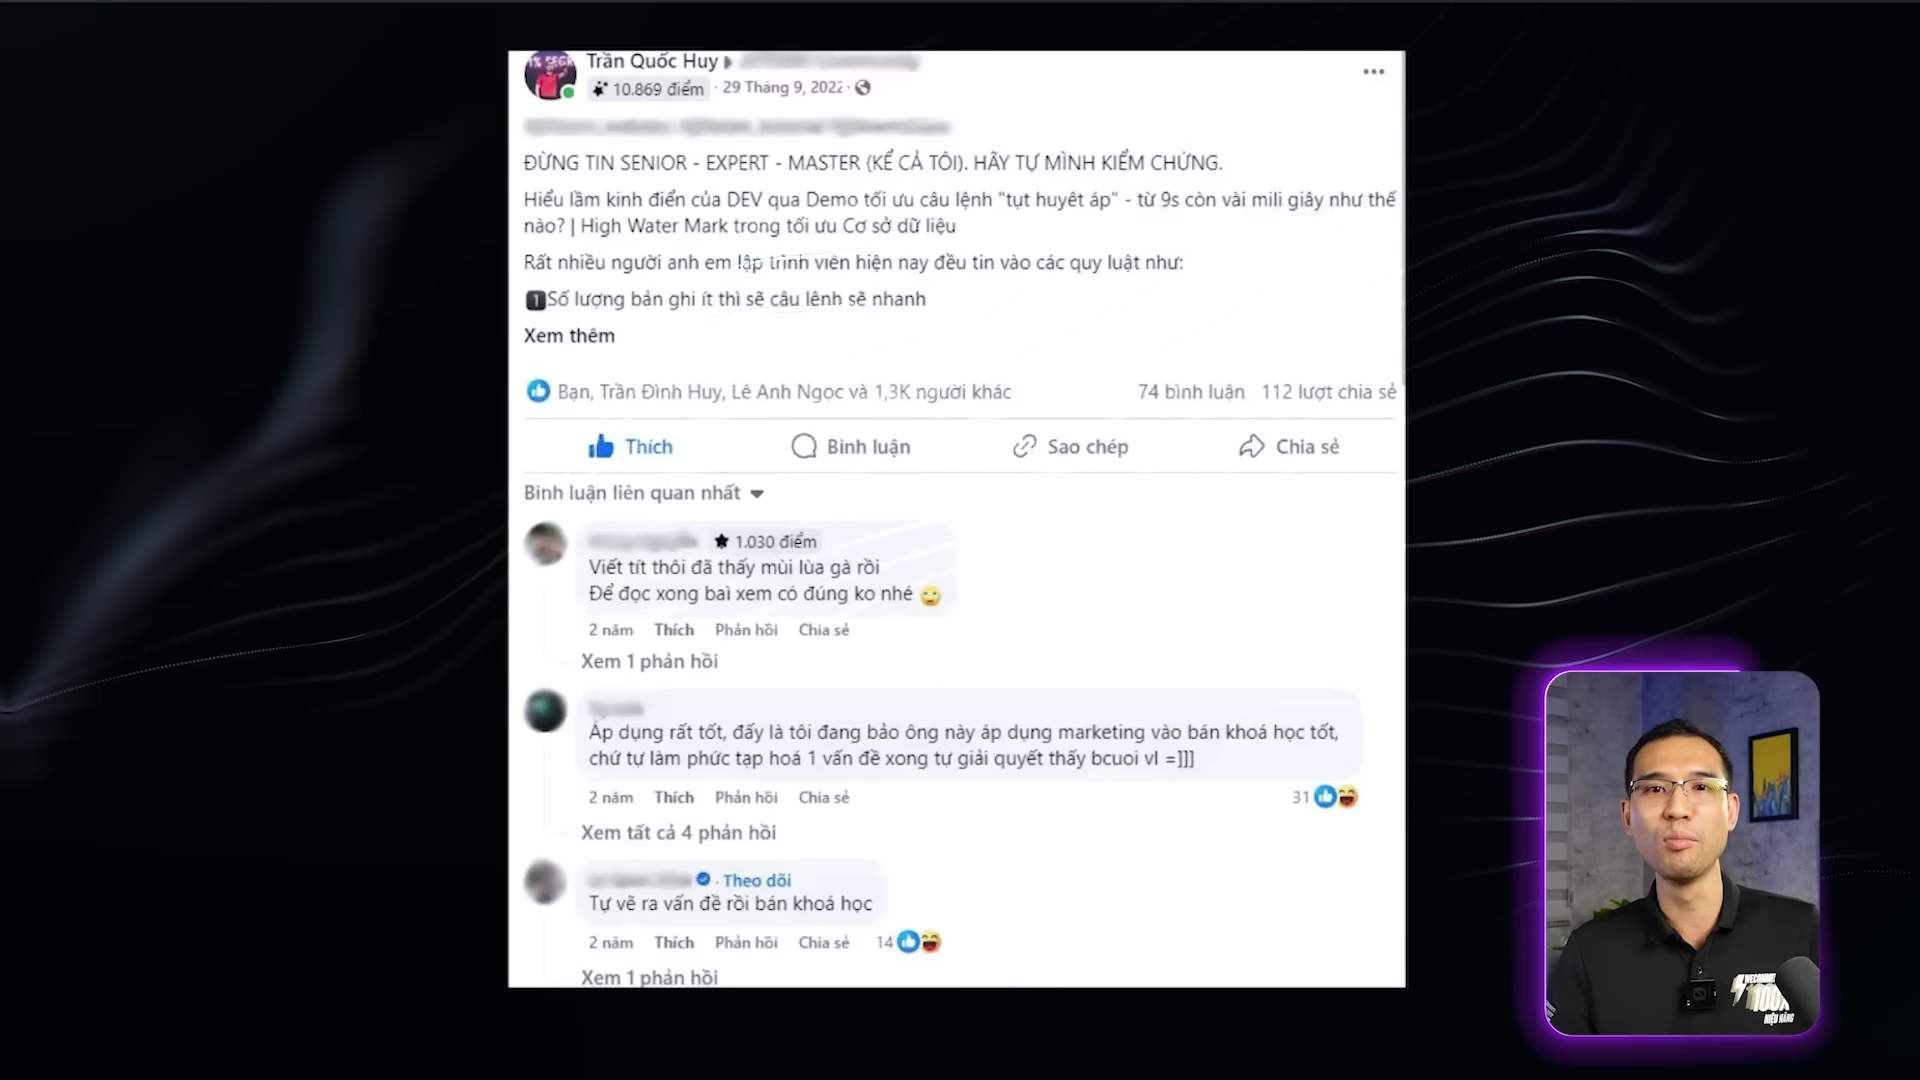 Trần Quốc Huy
10.869 điểm · 29 Tháng 9, 2022 ·
ĐỪNG TIN SENIOR - EXPERT - MASTER (KỂ CẢ TÔI). HÃY TỰ MÌNH KIỂM CHỨNG.
Hiểu lầm kinh điển của DEV qua Demo tối ưu câu lệnh "tụt huyêt áp" - từ 9s còn vài mili giây như thế
nào? | High Water Mark trong tối ưu Cơ sở dữ liệu
Rất nhiều người anh em lập trình viên hiện nay đều tin vào các quy luật như:
1 Số lượng bản ghi ít thì sẽ câu lênh sẽ nhanh
Xem thêm
Bạn, Trần Đình Huy, Lê Anh Ngọc và 1,3K người khác 74 bình luận 112 lượt chia sẻ
Thích Bình luận Sao chép Chia sẻ
Bình luận liên quan nhất
1.030 điểm
Viết tít thôi đã thấy mùi lùa gà rồi
Để đọc xong baì xem có đúng ko nhé
2 năm Thích Phản hồi Chia sẻ
Xem 1 phản hồi
Áp dụng rất tốt, đấy là tôi đang bảo ông này áp dụng marketing vào bán khoá học tốt,
chứ tự làm phức tạp hoá 1 vấn đề xong tự giải quyết thấy bcuoi vl =]]]
2 năm Thích Phản hồi Chia sẻ 31
Xem tất cả 4 phản hồi
· Theo dõi
Tự vẽ ra vấn đề rồi bán khoá học
2 năm Thích Phản hồi Chia sẻ 14
Xem 1 phản hồi
WECOMMIT
100X
HIỆU NĂNG